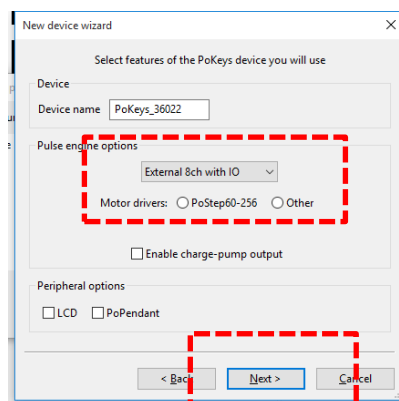 New device wizard
Select features of the PoKeys device you will use
Device
Device name PoKeys_36022
Pulse engine options
External 8ch with IO
Motor drivers: PoStep60-256 Other
Enable charge-pump output
Peripheral options
LCD PoPendant
< Back Next > Cancel